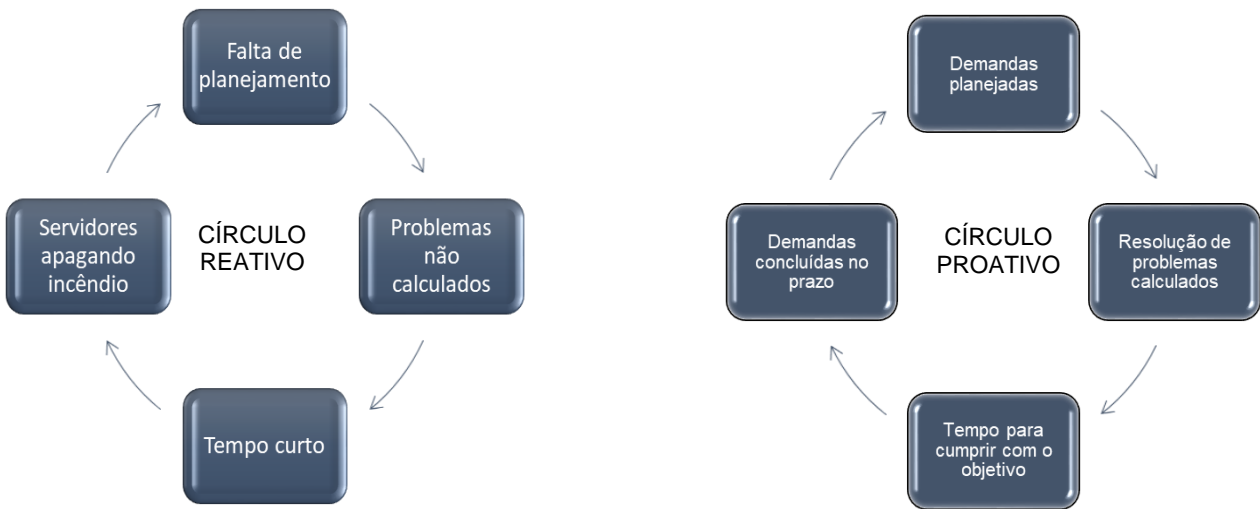 Falta de
planejamento
Servidores
apagando
incêndio
CÍRCULO
REATIVO
Problemas
não
calculados
Tempo curto
Demandas
planejadas
Demandas
concluídas no
prazo
CÍRCULO
PROATIVO
Resolução de
problemas
calculados
Tempo para
cumprir com o
objetivo